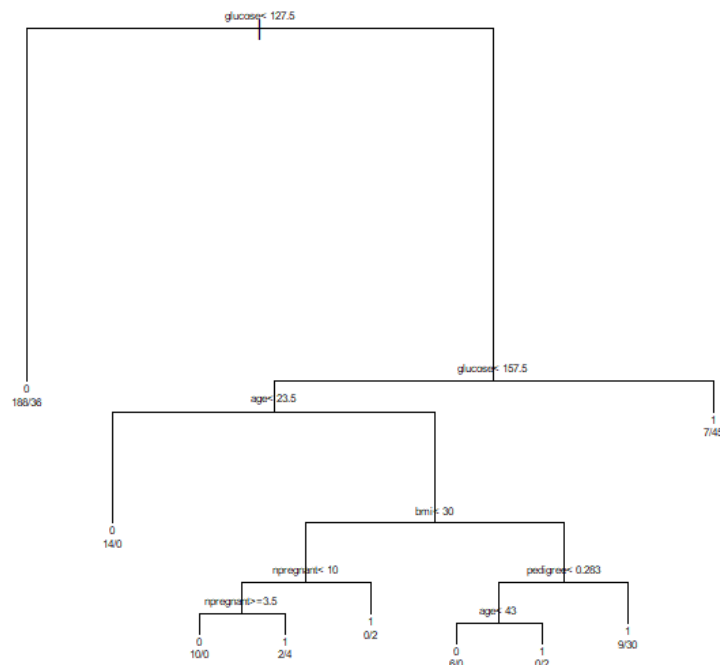 glucose< 127.5
glucose< 157.5
0
188/36
age< 23.5
1
7/45
bmi< 30
0
14/0
npregnant< 10
pedigree< 0.283
npregnant>=3.5
age< 43
1
0/2
1
9/30
0
10/0
1
2/4
0
6/0
1
0/2